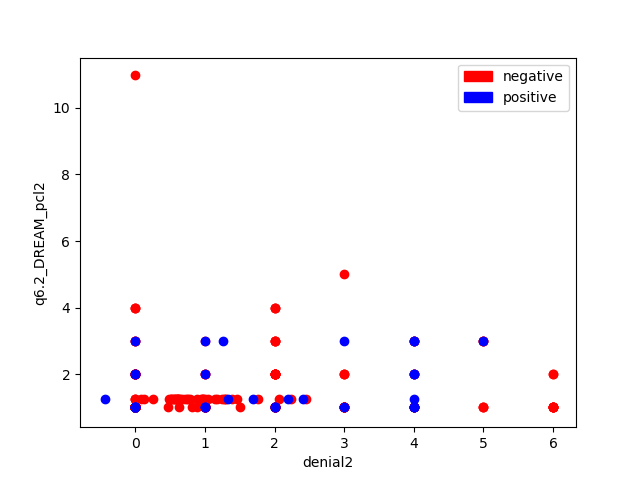 negative
positive
10
8
6
4
2
q6.2_DREAM_pcl2
0 1 2 3 4 5 6
denial2